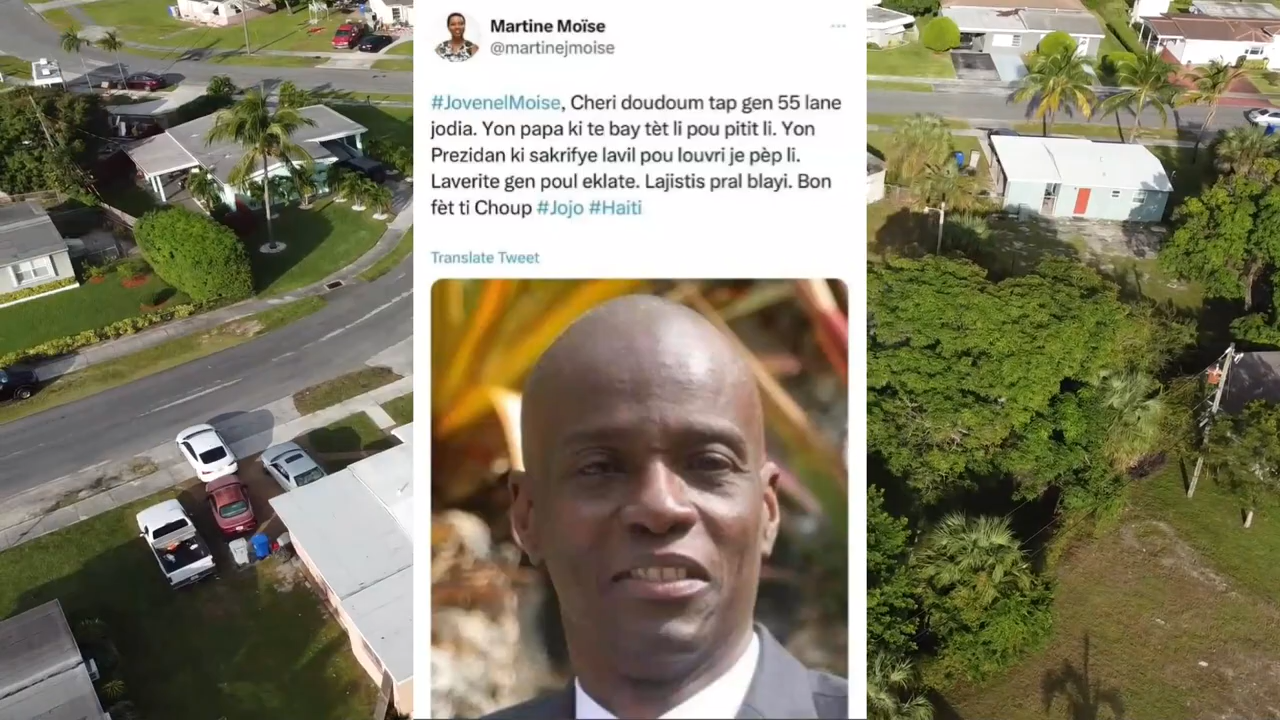 Martine Moïse
@martinejmoise
#JovenelMoise, Cheri doudoum tap gen 55 lane
jodia. Yon papa ki te bay tèt li pou pitit li. Yon
Prezidan ki sakrifye lavil pou louvri je pèp li.
Laverite gen poul eklate. Lajistis pral blayi. Bon
fèt ti Choup #Jojo #Haiti
Translate Tweet